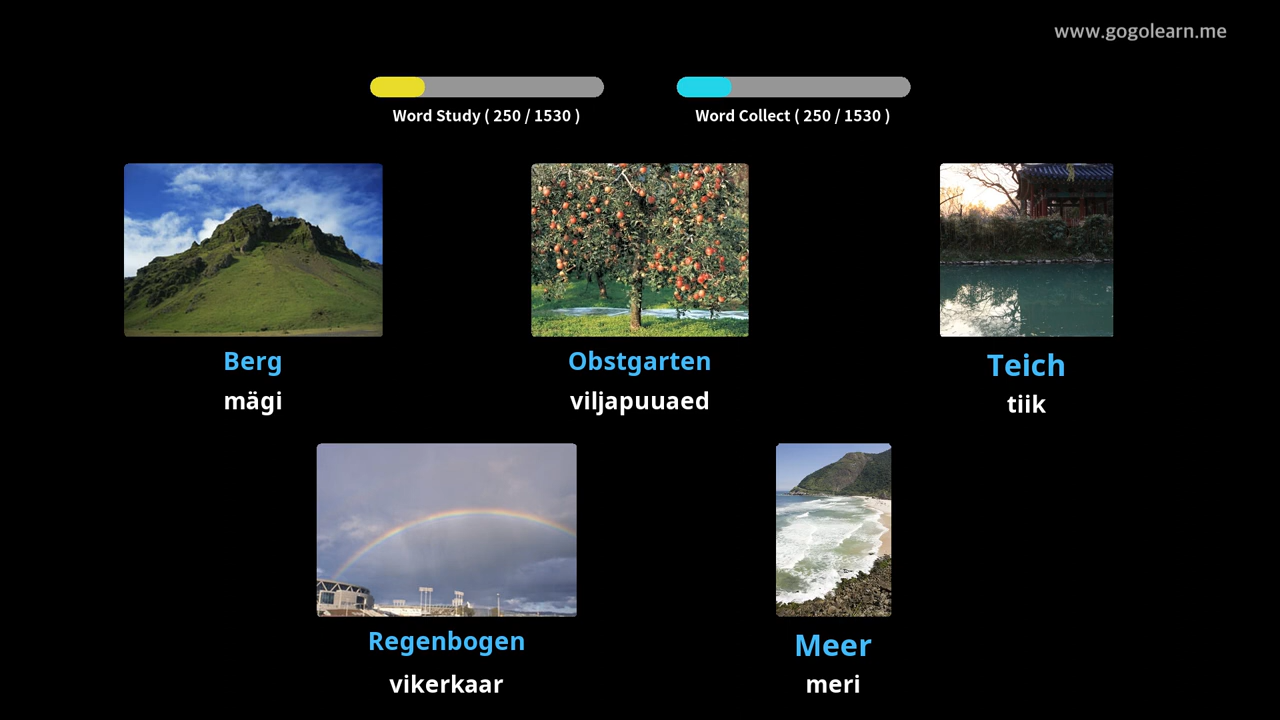 www.gogolearn.me
Word Study ( 250 / 1530 )
Word Collect ( 250 / 1530 )
Berg
mägi
Obstgarten
viljapuuaed
Teich
tiik
Regenbogen
vikerkaar
Meer
meri